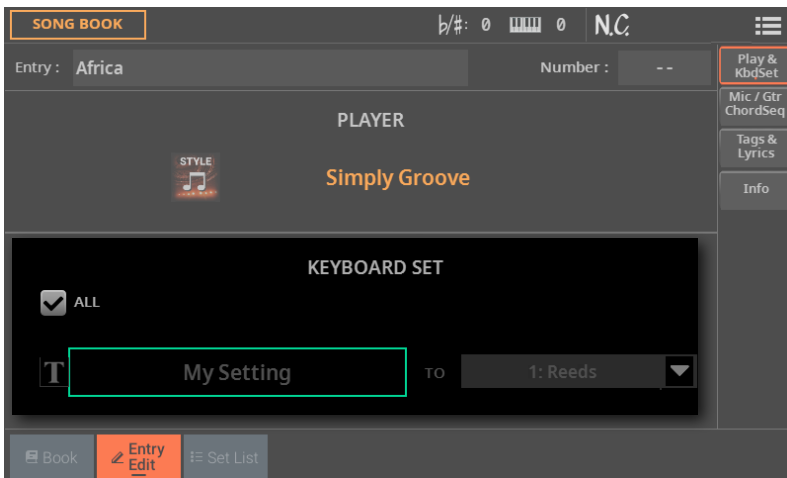 SONG BOOK
♭/#: 0 0 N.C.
Entry : Africa Number : --
Play & KbdSet
Mic / Gtr ChordSeq
Tags & Lyrics
Info
PLAYER
STYLE
Simply Groove
KEYBOARD SET
ALL
T My Setting TO 1: Reeds
Book
Entry Edit
Set List